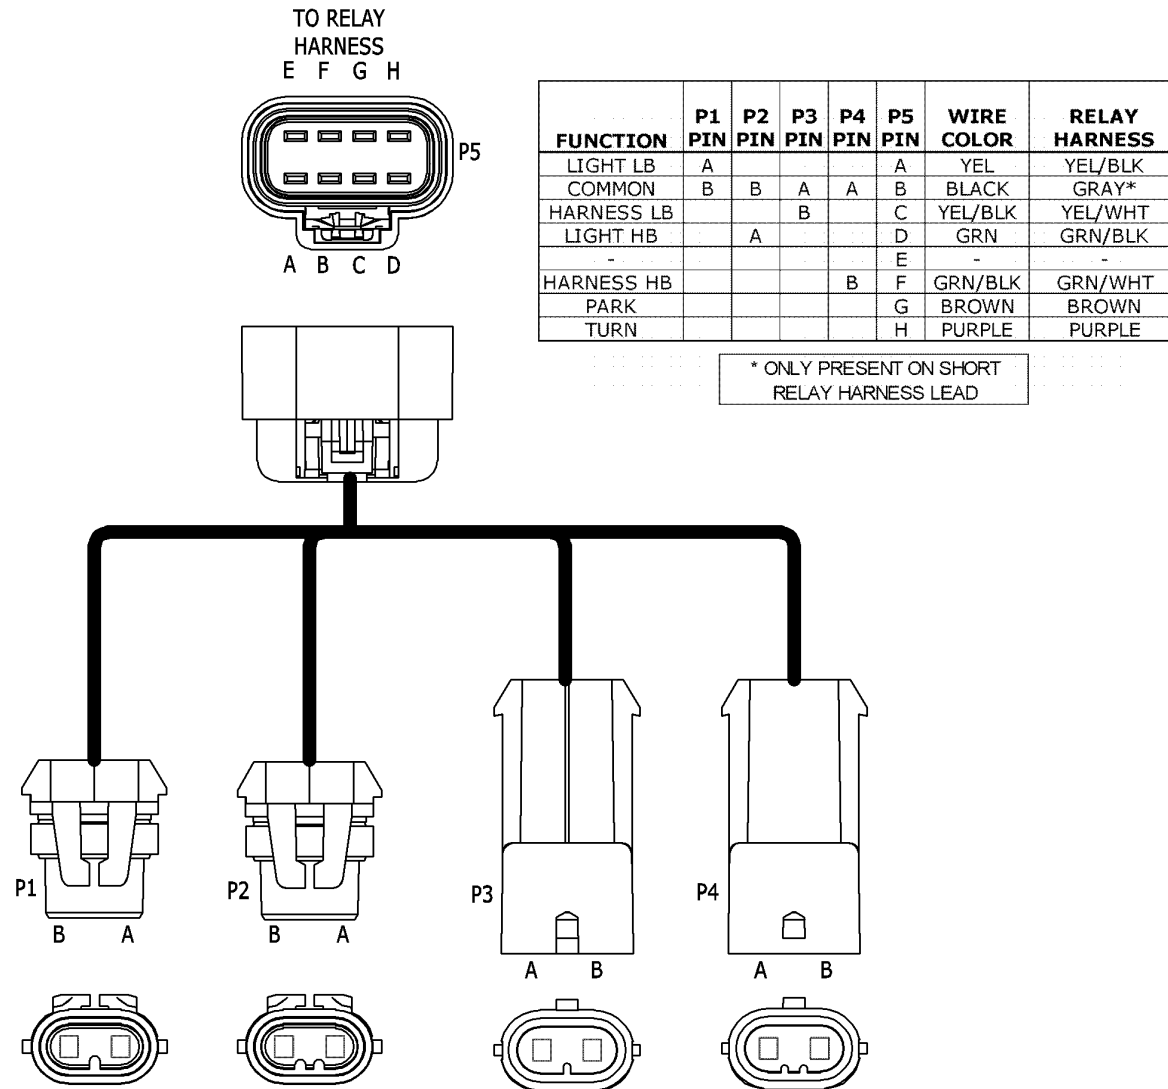 TO RELAY
HARNESS
E F G H
P5
A B C D
FUNCTION P1 PIN P2 PIN P3 PIN P4 PIN P5 PIN WIRE COLOR RELAY HARNESS
LIGHT LB A A YEL YEL/BLK
COMMON B B A A B BLACK GRAY*
HARNESS LB B C YEL/BLK YEL/WHT
LIGHT HB A D GRN GRN/BLK
- E - -
HARNESS HB B F GRN/BLK GRN/WHT
PARK G BROWN BROWN
TURN H PURPLE PURPLE
* ONLY PRESENT ON SHORT
RELAY HARNESS LEAD
P1
B A
P2
B A
P3
A B
P4
A B